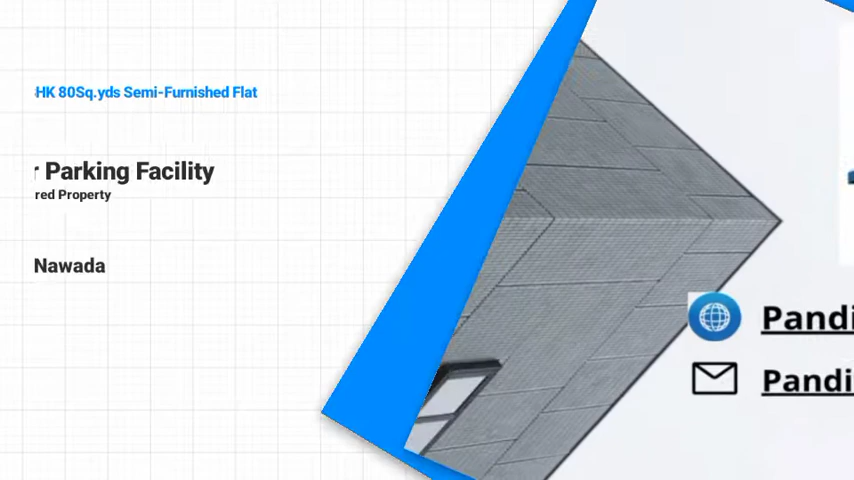 HK 80Sq.yds Semi-Furnished Flat
Parking Facility
red Property
Nawada
Pandi
Pandi